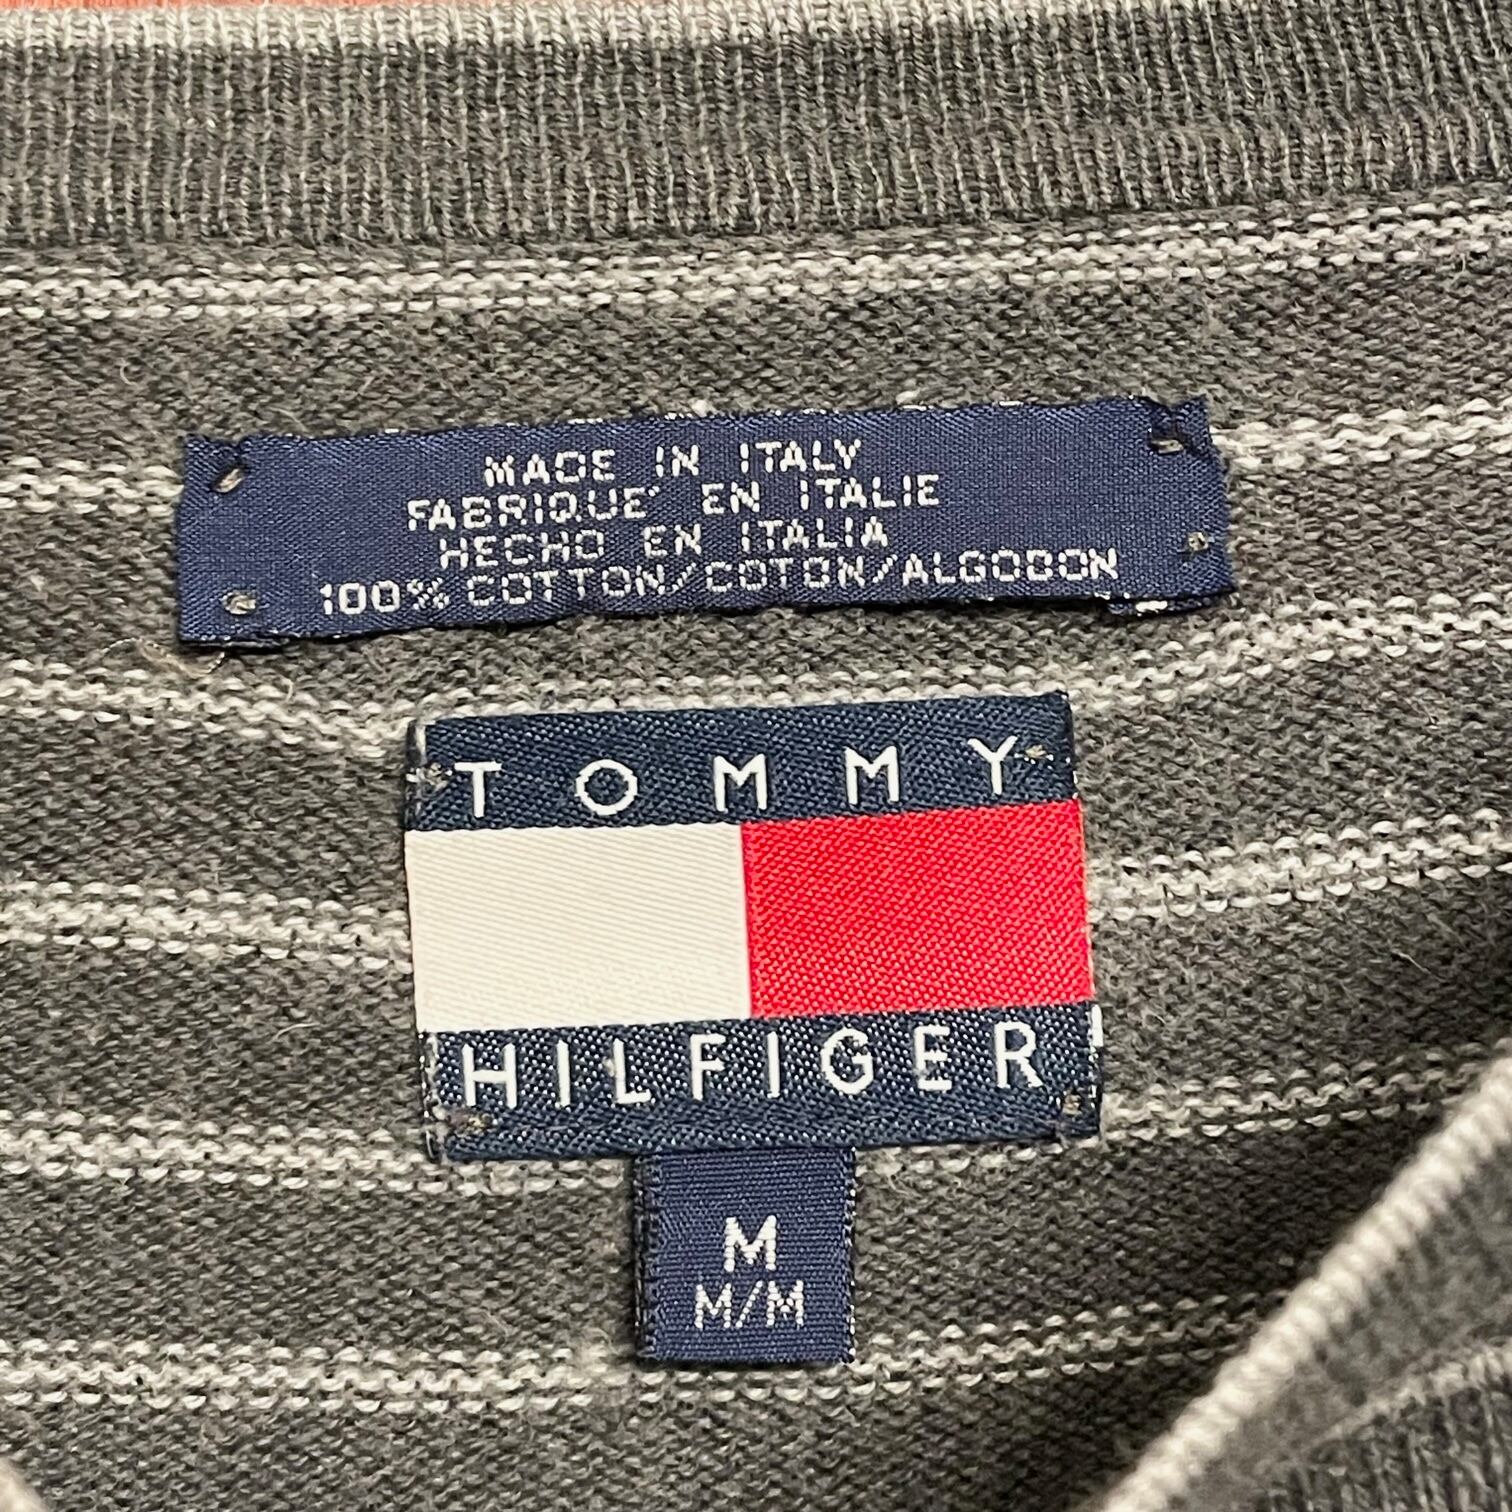 MADE IN ITALY
FABRIQUE' EN ITALIE
HECHO EN ITALIA
100% COTTON/COTON/ALGODON
TOMMY
HILFIGER
M
M/M